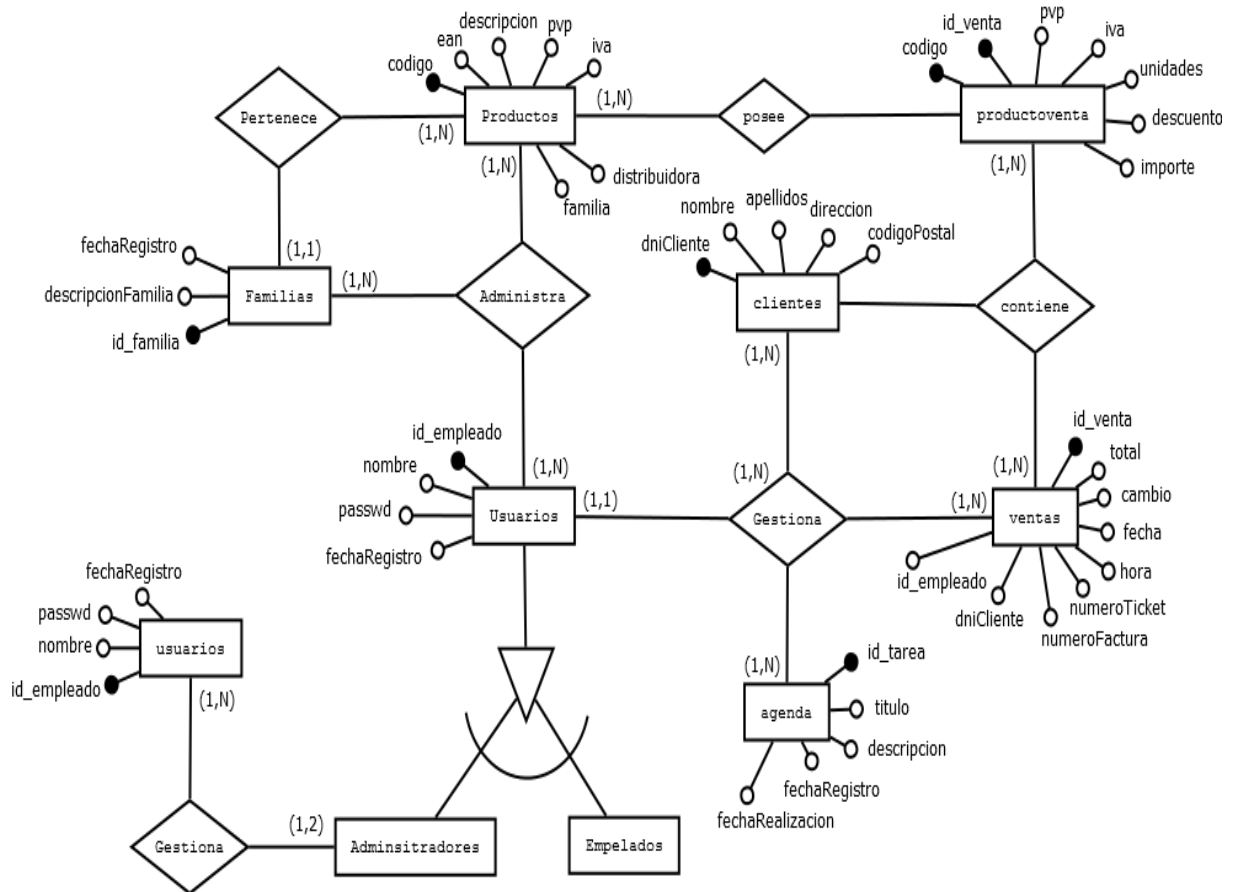 descripcion
pvp
ean
codigo
iva
id_venta
pvp
codigo
iva
unidades
descuento
importe
Pertenece
(1,N)
Productos
(1,N)
(1,N)
posee
productoventa
(1,N)
distribuidora
familia
fechaRegistro
descripcionFamilia
id_familia
(1,1)
Familias
(1,N)
Administra
nombre
apellidos
direccion
codigoPostal
dniCliente
clientes
(1,N)
contiene
id_empleado
nombre
passwd
fechaRegistro
(1,N)
Usuarios
(1,1)
(1,N)
Gestiona
(1,N)
(1,N)
ventas
id_venta
total
cambio
fecha
hora
numeroTicket
numeroFactura
dniCliente
id_empleado
fechaRegistro
passwd
nombre
id_empleado
usuarios
(1,N)
(1,N)
agenda
id_tarea
titulo
descripcion
fechaRegistro
fechaRealizacion
Gestiona
(1,2)
Adminsitradores
Empelados